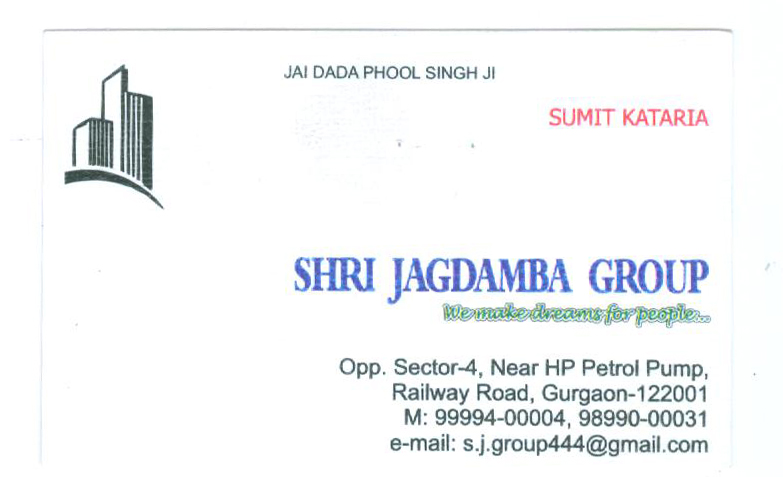 JAI DADA PHOOL SINGH JI
SUMIT KATARIA
SHRI JAGDAMBA GROUP
We make dreams for people...
Opp. Sector-4, Near HP Petrol Pump,
Railway Road, Gurgaon-122001
M: 99994-00004, 98990-00031
e-mail: s.j.group444@gmail.com